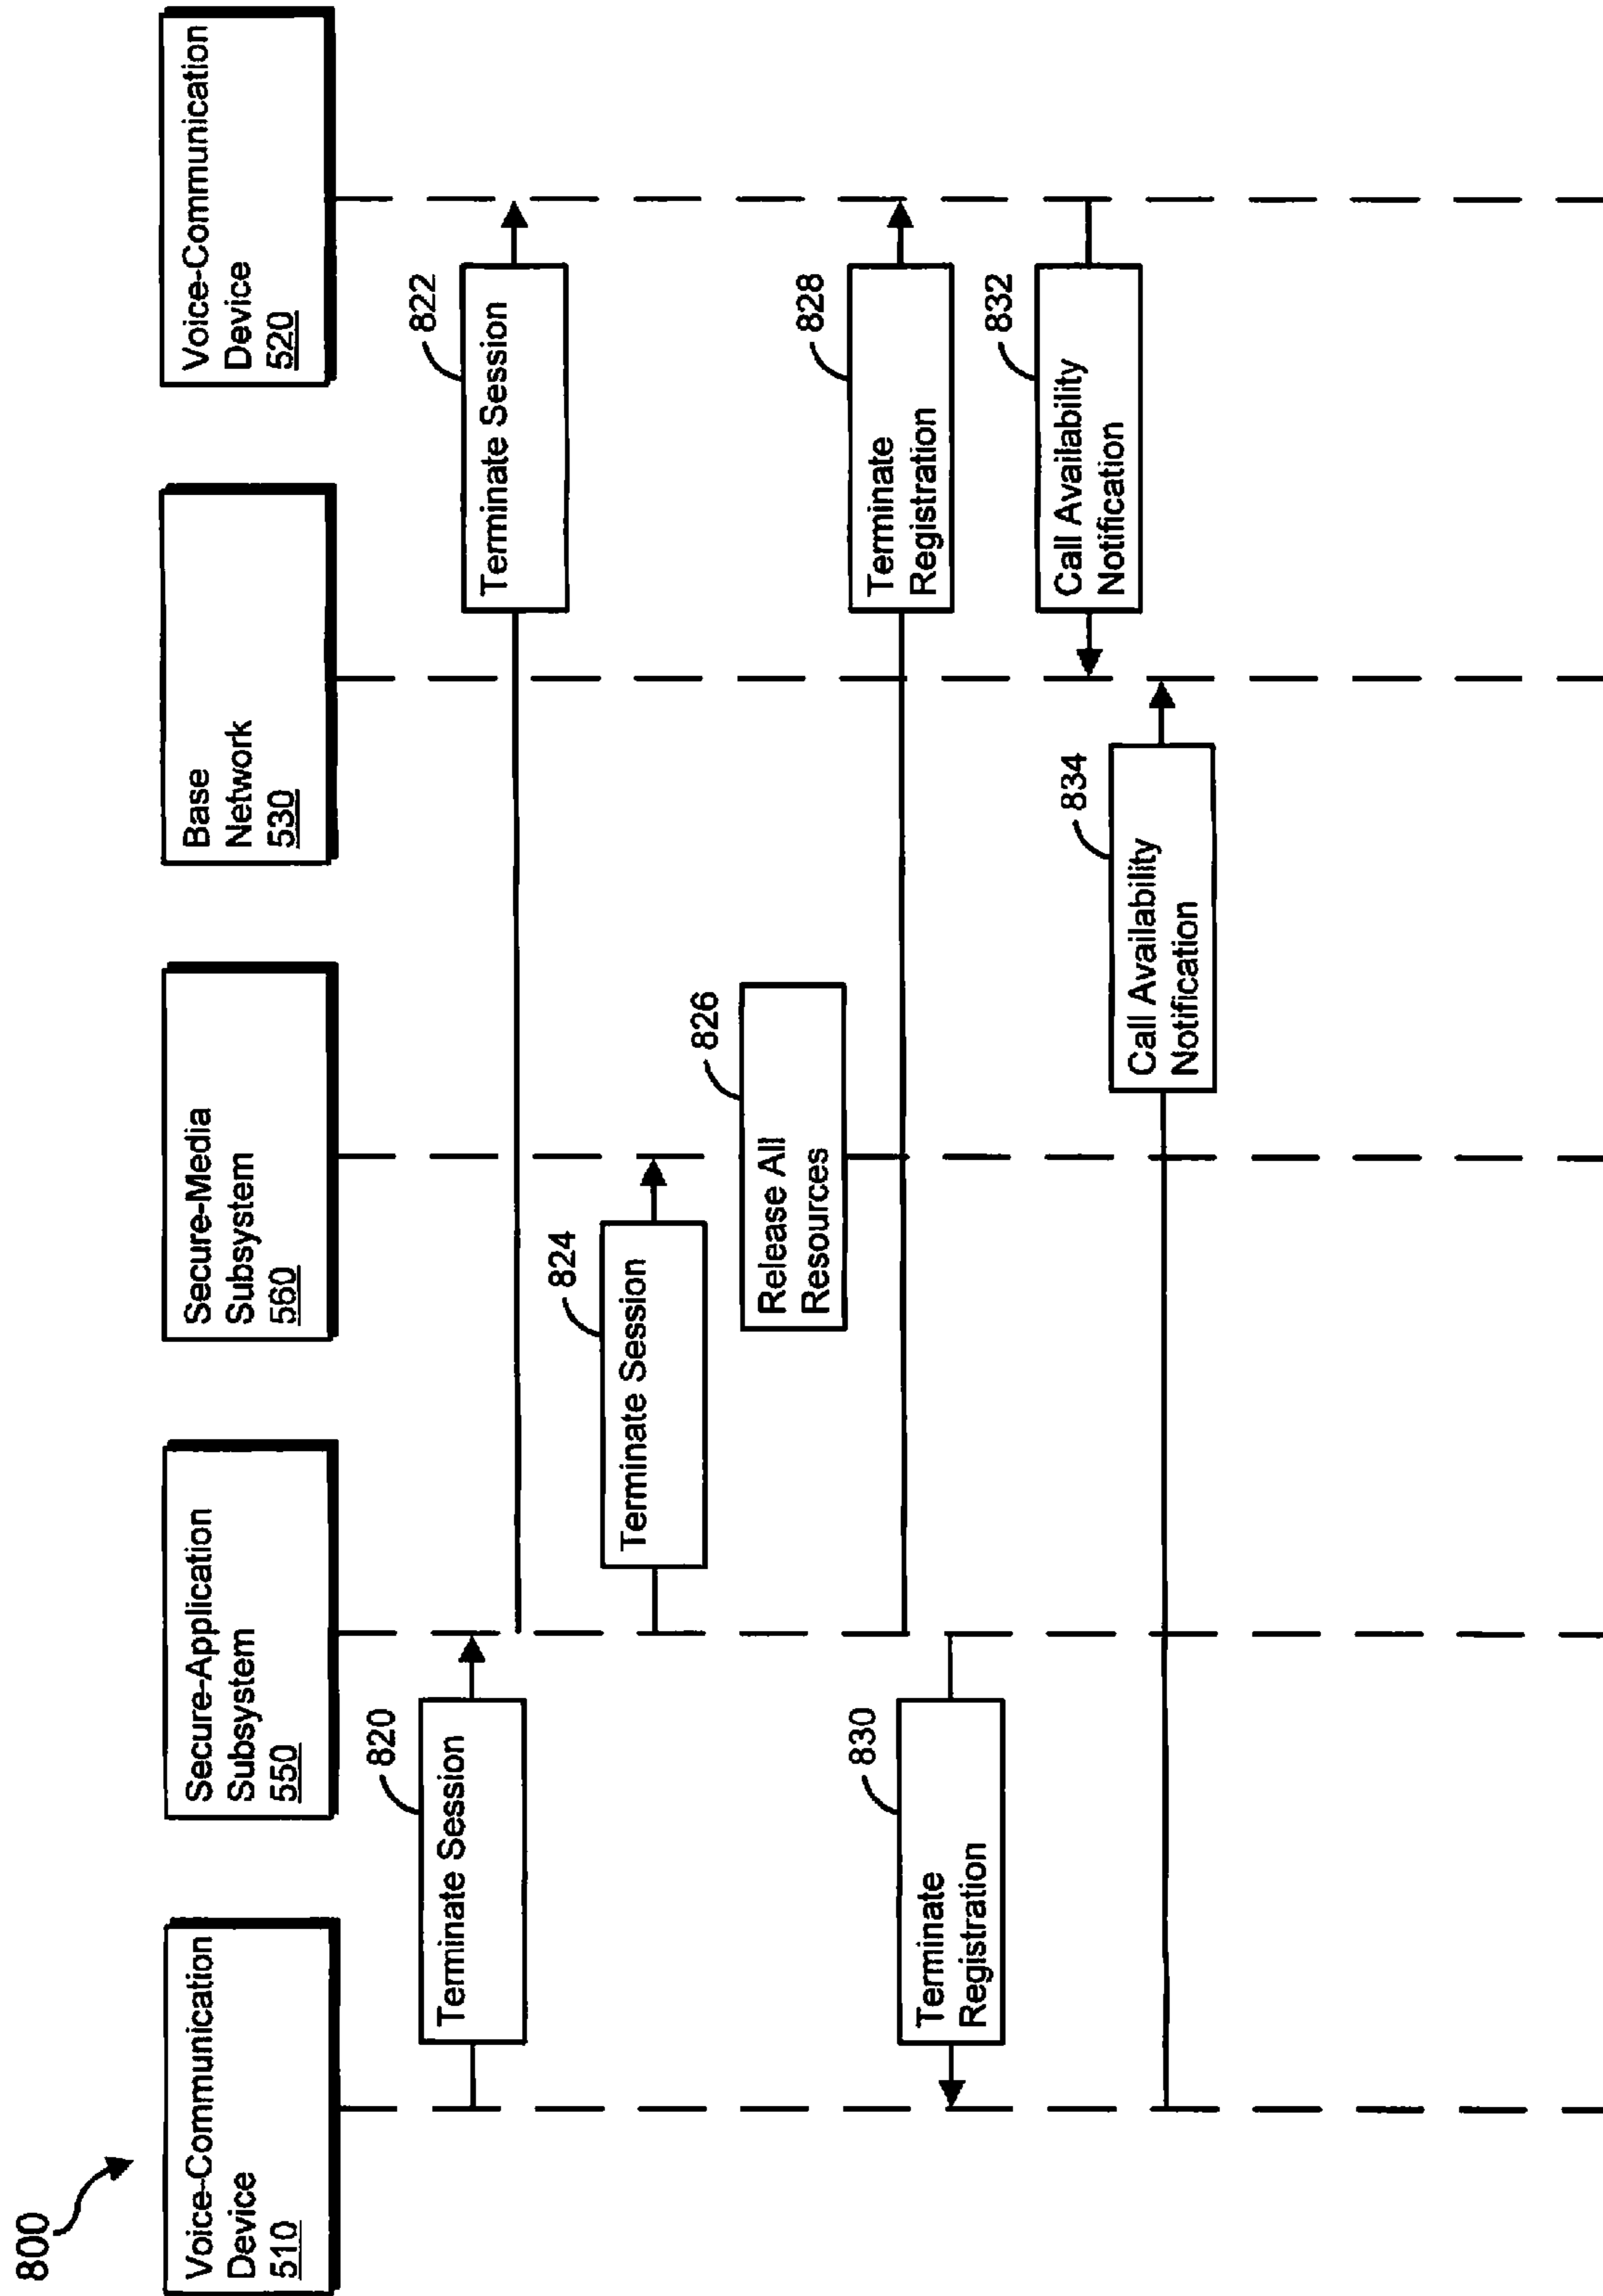 800
Voice-Communication
Device
510
Secure-Application
Subsystem
550
Secure-Media
Subsystem
560
Base
Network
530
Voice-Communication
Device
520
820
Terminate Session
822
Terminate Session
824
Terminate Session
826
Release All
Resources
828
Terminate
Registration
830
Terminate
Registration
832
Call Availability
Notification
834
Call Availability
Notification